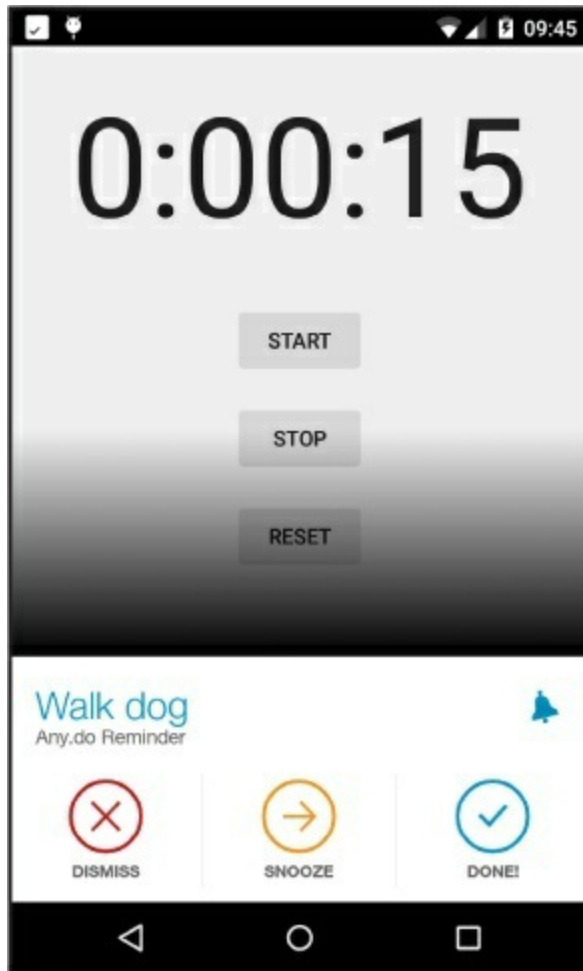 09:45
0:00:15
START
STOP
RESET
Walk dog
Any.do Reminder
DISMISS SNOOZE DONE!